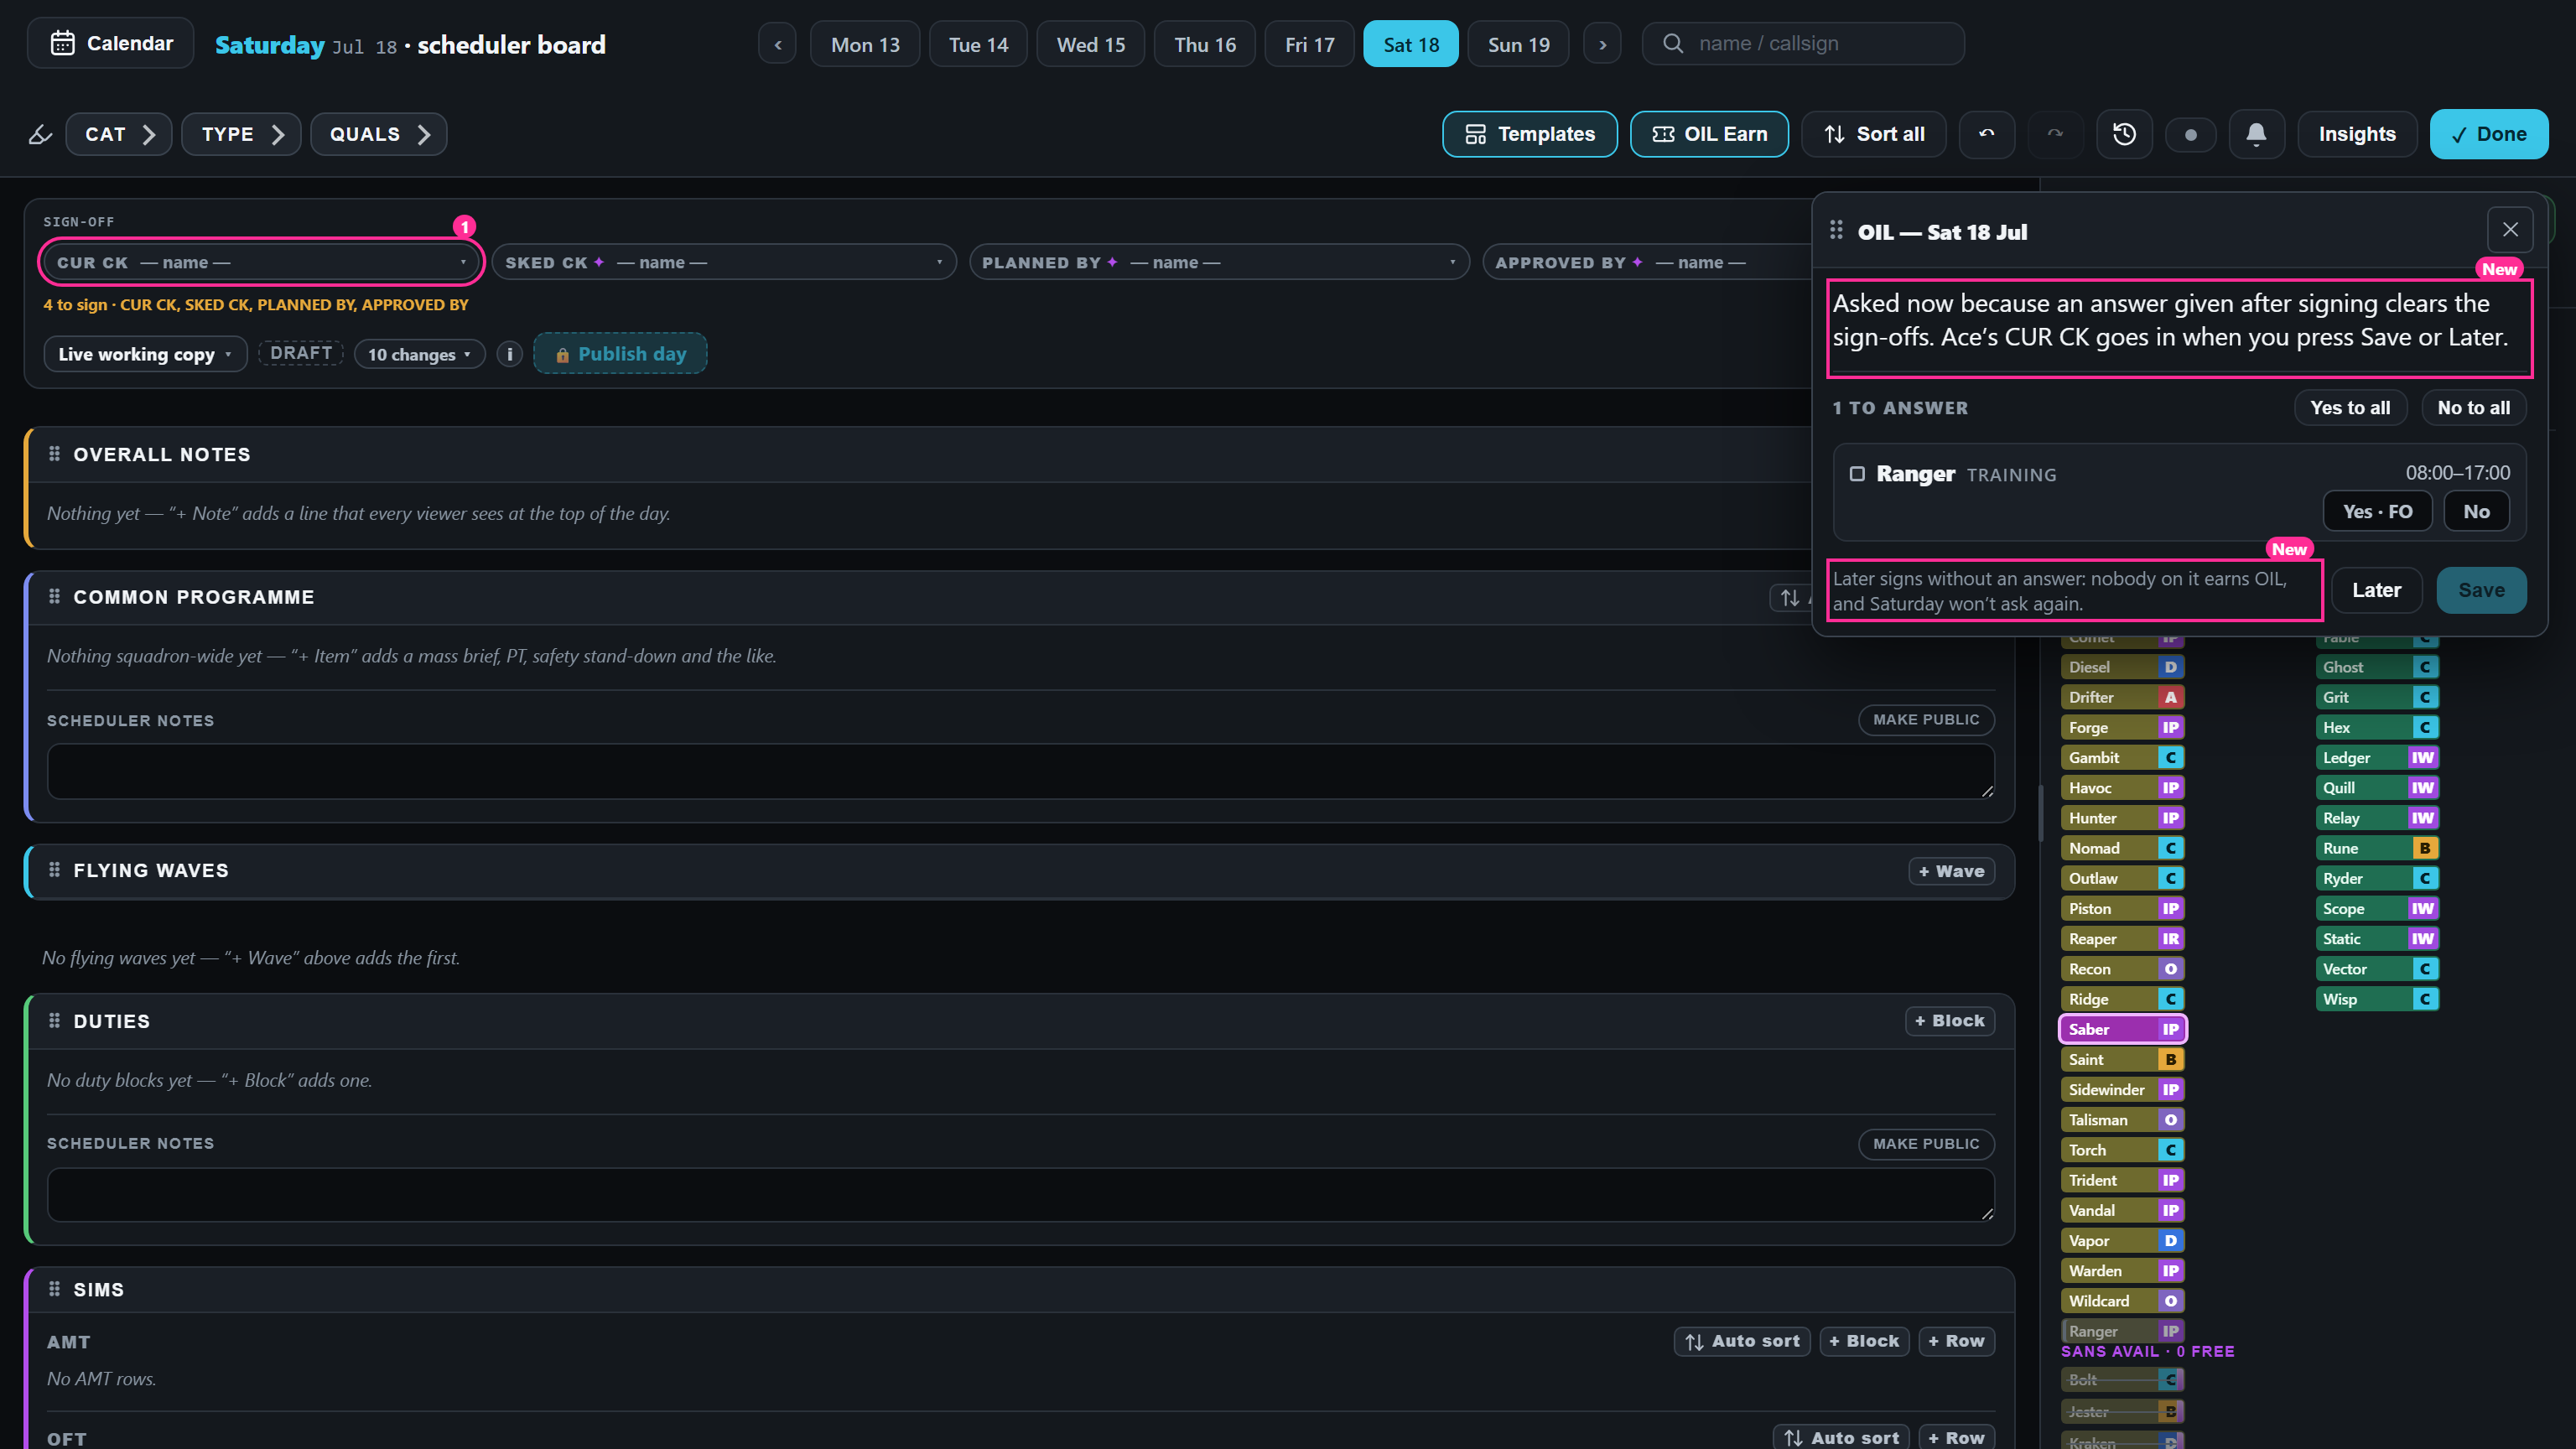 Calendar
Saturday Jul 18 · scheduler board
‹ Mon 13 Tue 14 Wed 15 Thu 16 Fri 17 Sat 18 Sun 19 ›
name / callsign
CAT TYPE QUALS
Templates OIL Earn Sort all Insights ✓ Done
SIGN-OFF
1
CUR CK — name —
SKED CK ✦ — name —
PLANNED BY ✦ — name —
APPROVED BY ✦ — name —
4 to sign · CUR CK, SKED CK, PLANNED BY, APPROVED BY
Live working copy DRAFT 10 changes i Publish day
OIL — Sat 18 Jul
New
Asked now because an answer given after signing clears the
sign-offs. Ace’s CUR CK goes in when you press Save or Later.
1 TO ANSWER Yes to all No to all
Ranger TRAINING 08:00–17:00
Yes · FO No
New
Later signs without an answer: nobody on it earns OIL,
and Saturday won’t ask again.
Later Save
OVERALL NOTES
Nothing yet — “+ Note” adds a line that every viewer sees at the top of the day.
COMMON PROGRAMME
Nothing squadron-wide yet — “+ Item” adds a mass brief, PT, safety stand-down and the like.
SCHEDULER NOTES MAKE PUBLIC
FLYING WAVES + Wave
No flying waves yet — “+ Wave” above adds the first.
DUTIES + Block
No duty blocks yet — “+ Block” adds one.
SCHEDULER NOTES MAKE PUBLIC
SIMS
AMT Auto sort + Block + Row
No AMT rows.
OFT Auto sort + Row
Comet IP
Diesel D
Drifter A
Forge IP
Gambit C
Havoc IP
Hunter IP
Nomad C
Outlaw C
Piston IP
Reaper IR
Recon O
Ridge C
Saber IP
Saint B
Sidewinder IP
Talisman O
Torch C
Trident IP
Vandal IP
Vapor D
Warden IP
Wildcard O
Ranger IP
SANS AVAIL · 0 FREE
Bolt C
Jester B
Kraken D
Fable C
Ghost C
Grit C
Hex C
Ledger IW
Quill IW
Relay IW
Rune B
Ryder C
Scope IW
Static IW
Vector C
Wisp C